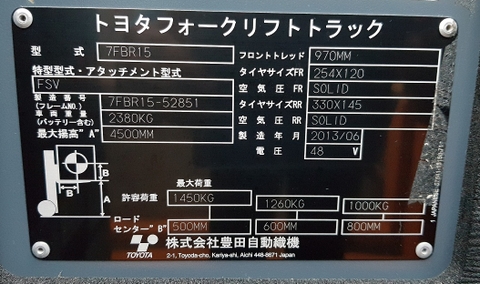 トヨタフォークリフトトラック
型式 7FBR15
フロントトレッド 970MM
特型型式・アタッチメント型式
タイヤサイズFR 254X120
FSV
空気圧FR SOLID
製造番号
(フレームNO.) 7FBR15-52851
タイヤサイズRR 330X145
車両重量
(バッテリー含む) 2380KG
空気圧RR SOLID
最大揚高"A" 4500MM
製造年月 2013/06
電圧 48 V
B
B
A
最大荷重
許容荷重 1450KG 1260KG 1000KG
ロード
センター"B" 500MM 600MM 800MM
TOYOTA
株式会社豊田自動織機
2-1, Toyoda-cho, Kariya-shi, Aichi 448-8671 Japan